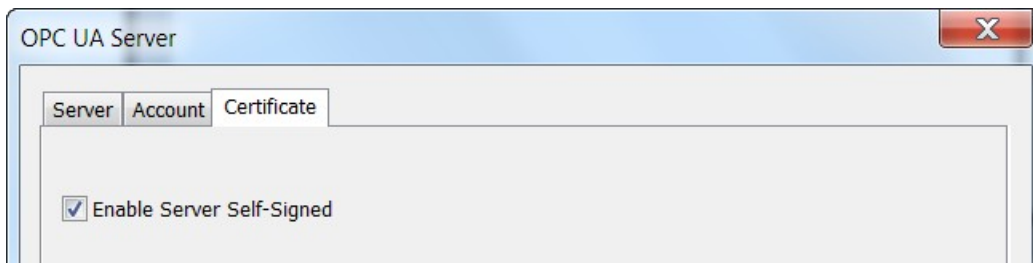 OPC UA Server
Server Account Certificate
Enable Server Self-Signed